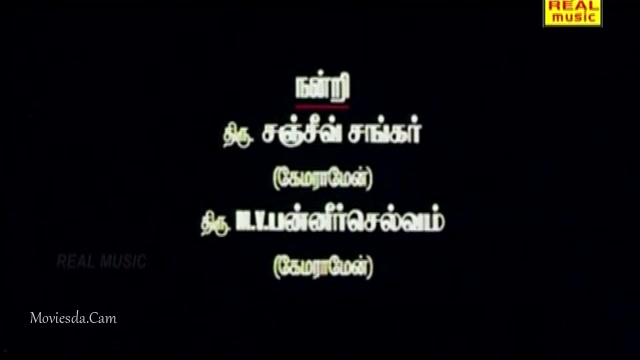 REAL
music
நன்றி
திரு. சஞ்சீவ் சங்கர்
(கேமராமேன்)
திரு. M.V.பன்னீர்செல்வம்
(கேமராமேன்)
REAL MUSIC
Moviesda.Cam